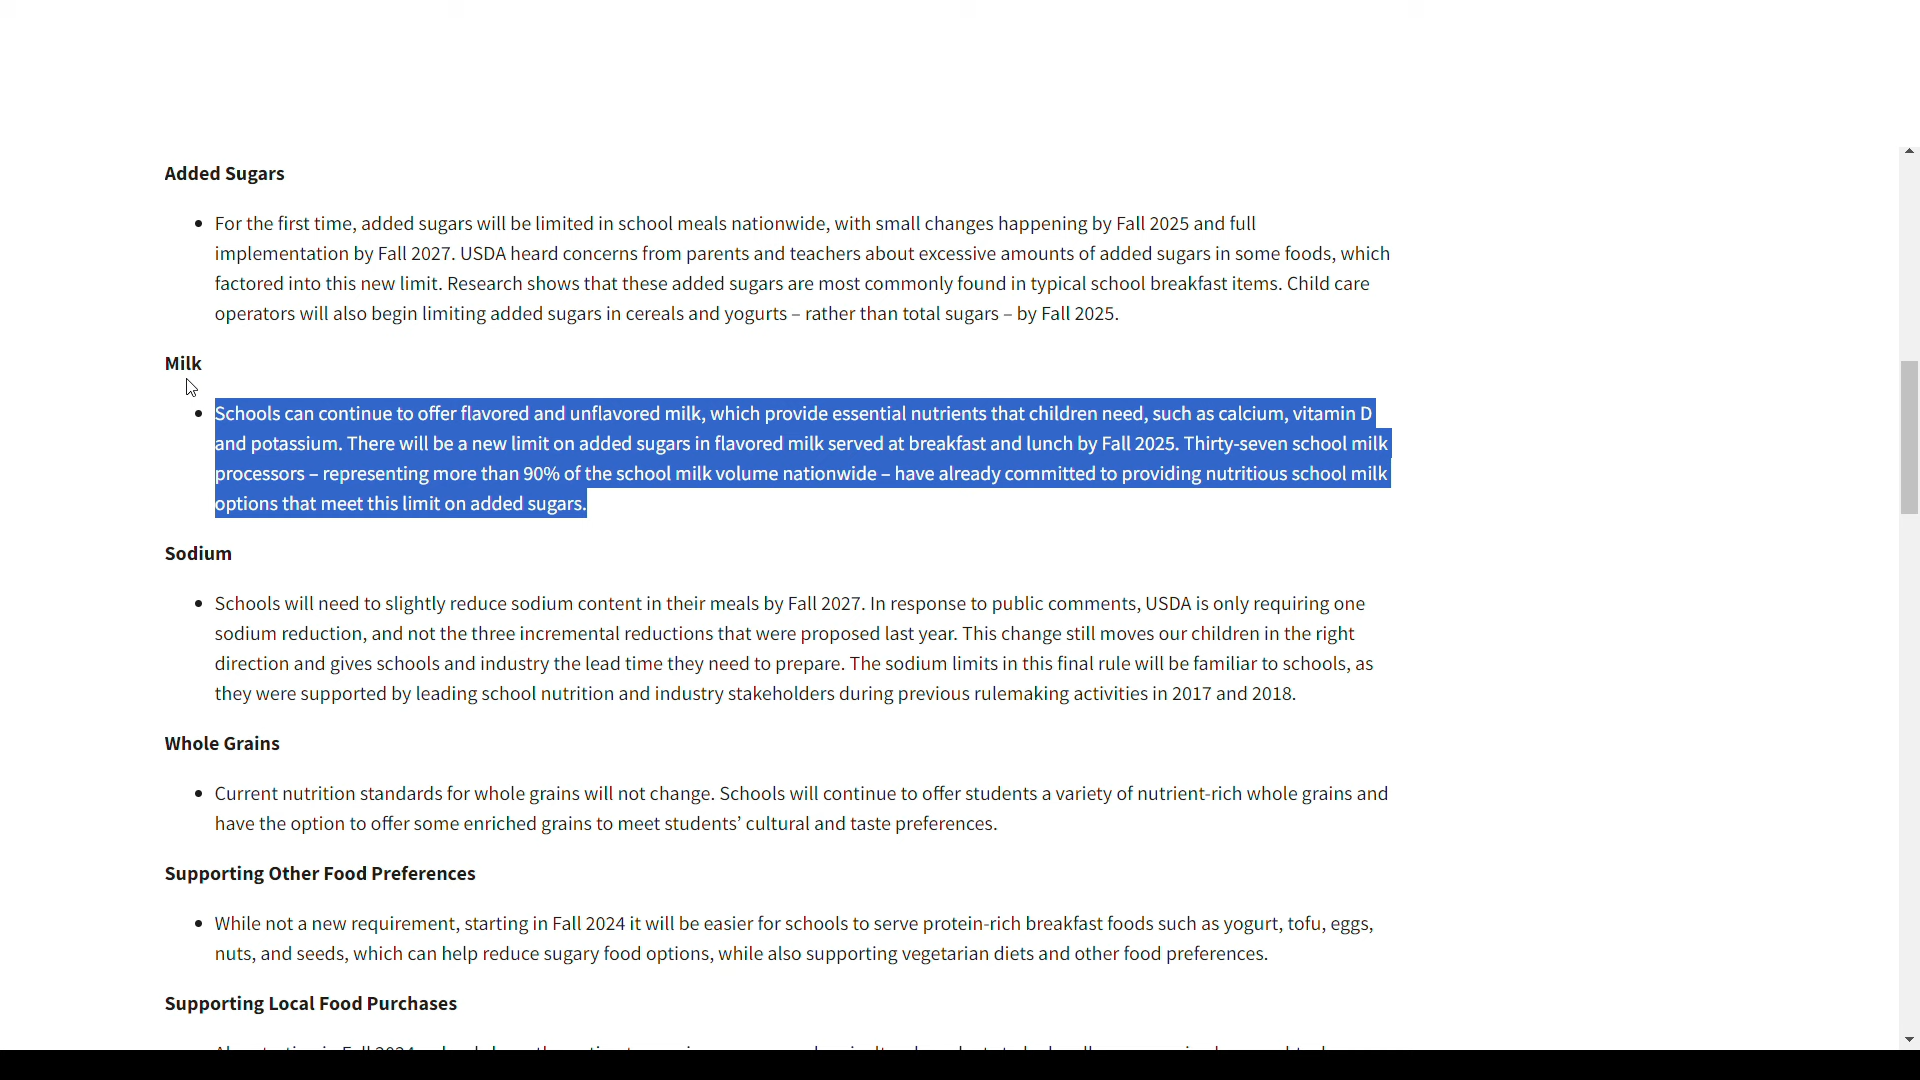 Added Sugars
For the first time, added sugars will be limited in school meals nationwide, with small changes happening by Fall 2025 and full
implementation by Fall 2027. USDA heard concerns from parents and teachers about excessive amounts of added sugars in some foods, which
factored into this new limit. Research shows that these added sugars are most commonly found in typical school breakfast items. Child care
operators will also begin limiting added sugars in cereals and yogurts – rather than total sugars – by Fall 2025.
Milk
Schools can continue to offer flavored and unflavored milk, which provide essential nutrients that children need, such as calcium, vitamin D
and potassium. There will be a new limit on added sugars in flavored milk served at breakfast and lunch by Fall 2025. Thirty-seven school milk
processors – representing more than 90% of the school milk volume nationwide – have already committed to providing nutritious school milk
options that meet this limit on added sugars.
Sodium
Schools will need to slightly reduce sodium content in their meals by Fall 2027. In response to public comments, USDA is only requiring one
sodium reduction, and not the three incremental reductions that were proposed last year. This change still moves our children in the right
direction and gives schools and industry the lead time they need to prepare. The sodium limits in this final rule will be familiar to schools, as
they were supported by leading school nutrition and industry stakeholders during previous rulemaking activities in 2017 and 2018.
Whole Grains
Current nutrition standards for whole grains will not change. Schools will continue to offer students a variety of nutrient-rich whole grains and
have the option to offer some enriched grains to meet students’ cultural and taste preferences.
Supporting Other Food Preferences
While not a new requirement, starting in Fall 2024 it will be easier for schools to serve protein-rich breakfast foods such as yogurt, tofu, eggs,
nuts, and seeds, which can help reduce sugary food options, while also supporting vegetarian diets and other food preferences.
Supporting Local Food Purchases